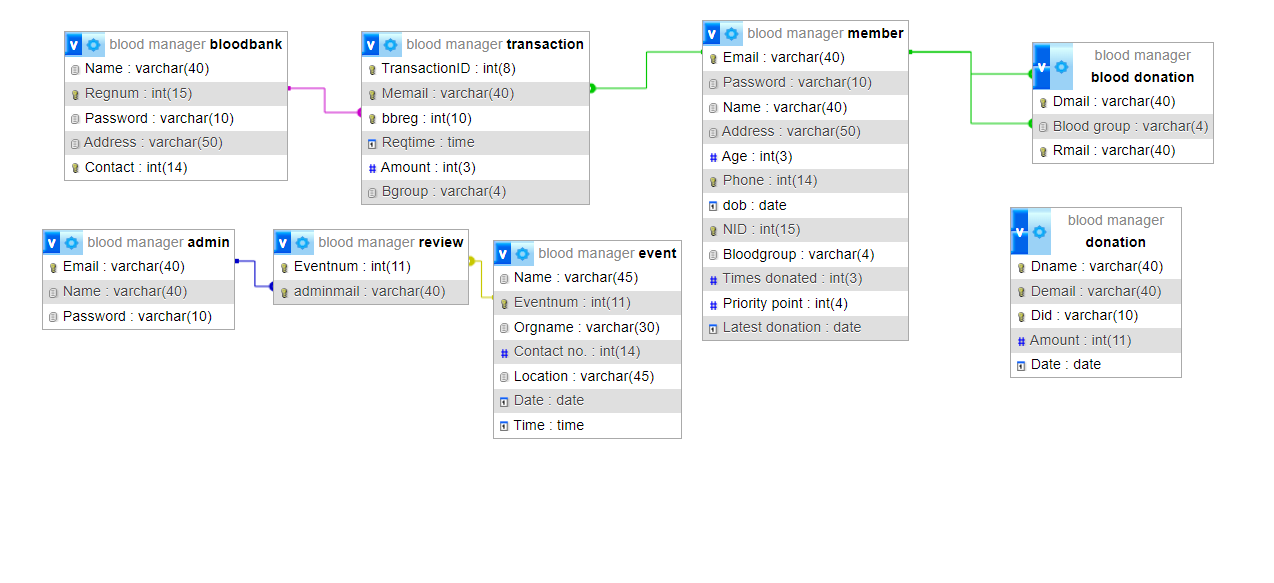 blood manager bloodbank
Name : varchar(40)
Regnum : int(15)
Password : varchar(10)
Address : varchar(50)
Contact : int(14)
blood manager transaction
TransactionID : int(8)
Memail : varchar(40)
bbreg : int(10)
Reqtime : time
Amount : int(3)
Bgroup : varchar(4)
blood manager member
Email : varchar(40)
Password : varchar(10)
Name : varchar(40)
Address : varchar(50)
Age : int(3)
Phone : int(14)
dob : date
NID : int(15)
Bloodgroup : varchar(4)
Times donated : int(3)
Priority point : int(4)
Latest donation : date
blood manager
blood donation
Dmail : varchar(40)
Blood group : varchar(4)
Rmail : varchar(40)
blood manager admin
Email : varchar(40)
Name : varchar(40)
Password : varchar(10)
blood manager review
Eventnum : int(11)
adminmail : varchar(40)
blood manager event
Name : varchar(45)
Eventnum : int(11)
Orgname : varchar(30)
Contact no. : int(14)
Location : varchar(45)
Date : date
Time : time
blood manager
donation
Dname : varchar(40)
Demail : varchar(40)
Did : varchar(10)
Amount : int(11)
Date : date